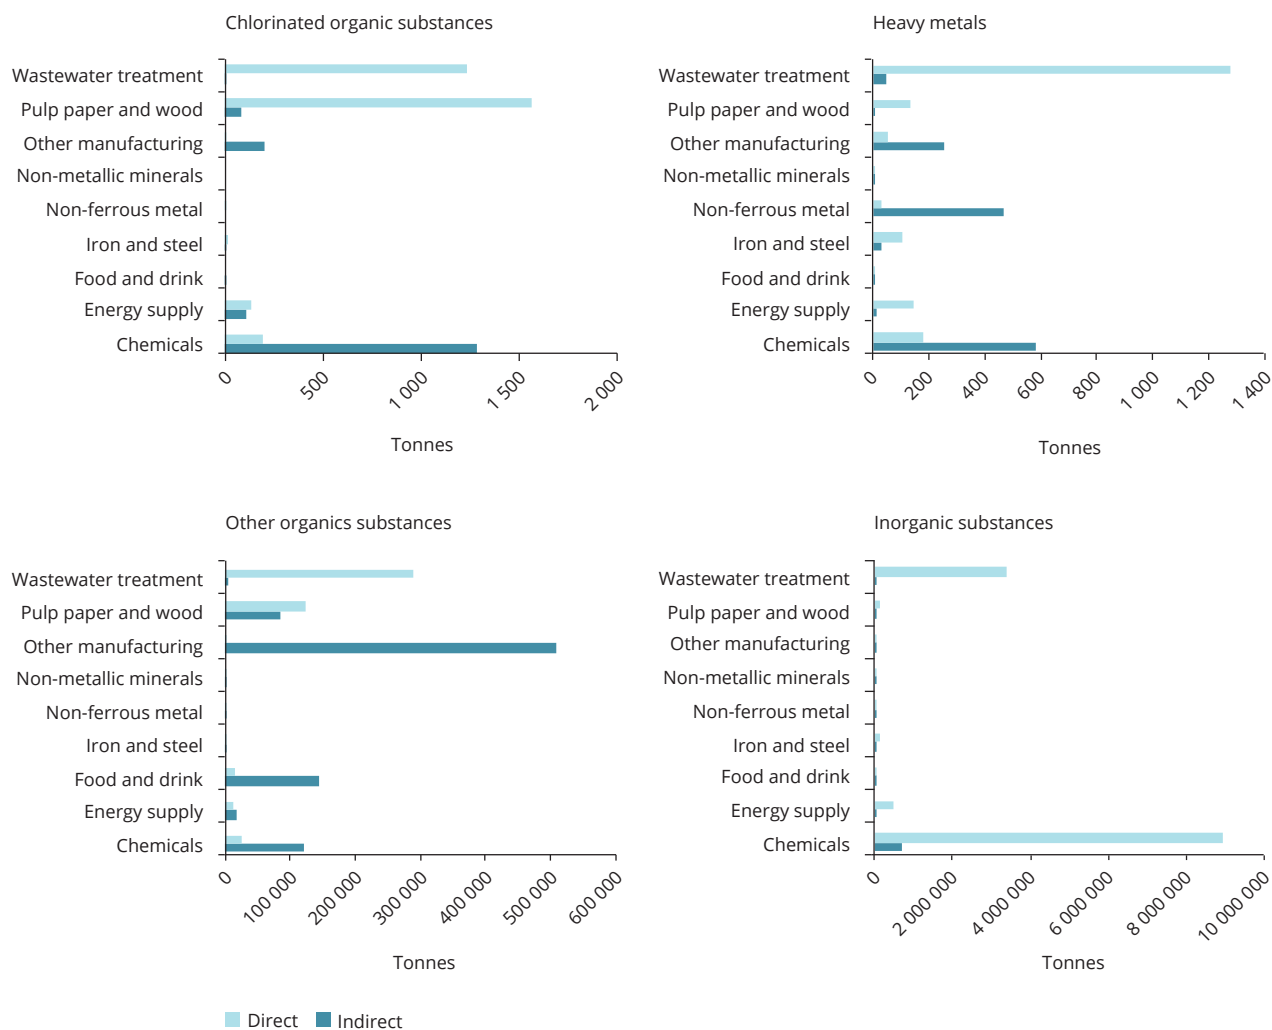 Chlorinated organic substances
Wastewater treatment
Pulp paper and wood
Other manufacturing
Non-metallic minerals
Non-ferrous metal
Iron and steel
Food and drink
Energy supply
Chemicals
0
500
1 000
1 500
2 000
Tonnes
Heavy metals
Wastewater treatment
Pulp paper and wood
Other manufacturing
Non-metallic minerals
Non-ferrous metal
Iron and steel
Food and drink
Energy supply
Chemicals
0
200
400
600
800
1 000
1 200
1 400
Tonnes
Other organics substances
Wastewater treatment
Pulp paper and wood
Other manufacturing
Non-metallic minerals
Non-ferrous metal
Iron and steel
Food and drink
Energy supply
Chemicals
0
100 000
200 000
300 000
400 000
500 000
600 000
Tonnes
Inorganic substances
Wastewater treatment
Pulp paper and wood
Other manufacturing
Non-metallic minerals
Non-ferrous metal
Iron and steel
Food and drink
Energy supply
Chemicals
0
2 000 000
4 000 000
6 000 000
8 000 000
10 000 000
Tonnes
Direct
Indirect